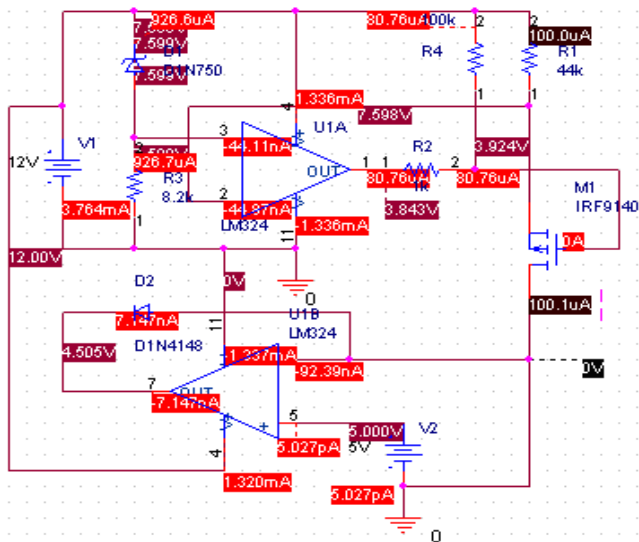 926.6uA
80.76uA
100k
2
2
100.0uA
7.599V
D1
D1N750
R4
R1
44k
1
1
4
1.336mA
7.598V
U1A
V1
12V
3
-44.11nA
R2
3.924V
926.7uA
R3
8.2k
OUT
1
1
2
80.76uA
1k
80.76uA
M1
IRF9140
2
-44.87nA
3.764mA
1
LM324
11
-1.336mA
3.843V
0A
12.00V
0V
0
D2
7.147nA
100.1uA
U1B
LM324
4.505V
D1N4148
11
-1.337mA
-92.39nA
0V
7
OUT
-7.147nA
5
5.000V
V2
5.027pA
5V
4
1.320mA
5.027pA
0